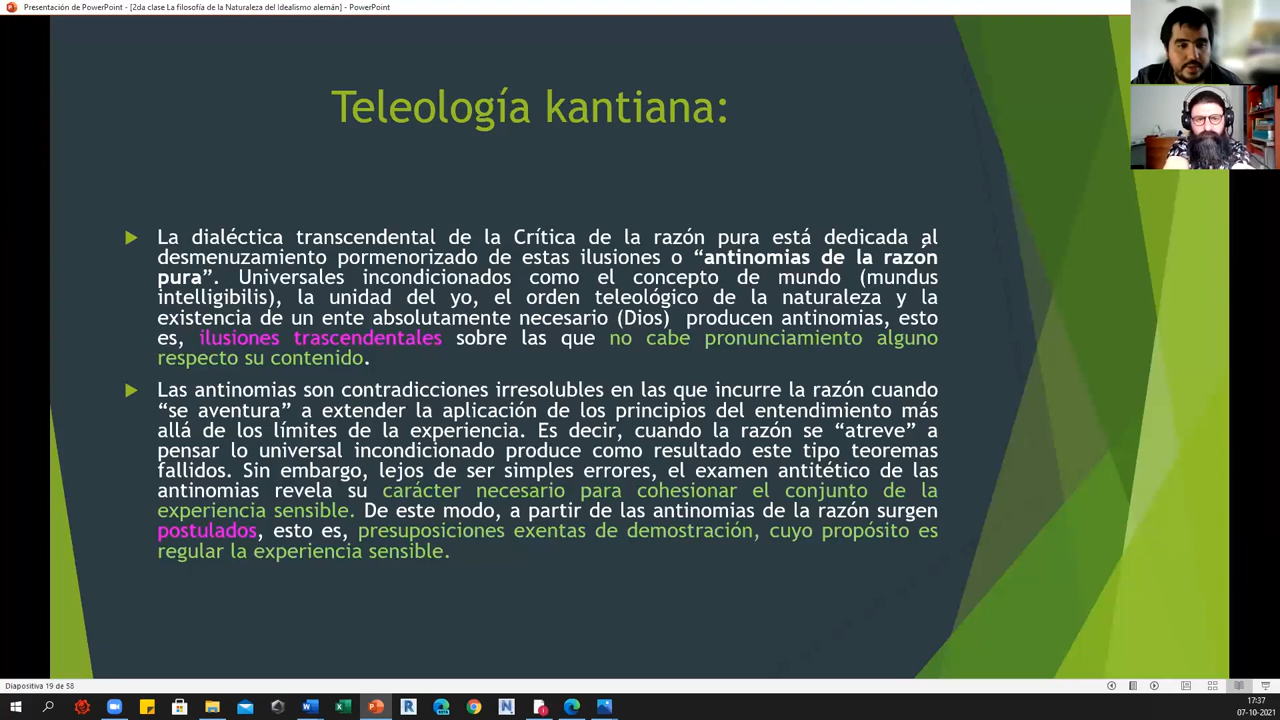 Presentación de PowerPoint - [2da clase La filosofía de la Naturaleza del Idealismo alemán] - PowerPoint
Teleología kantiana:
La dialéctica transcendental de la Crítica de la razón pura está dedicada al
desmenuzamiento pormenorizado de estas ilusiones o “antinomias de la razón
pura”. Universales incondicionados como el concepto de mundo (mundus
intelligibilis), la unidad del yo, el orden teleológico de la naturaleza y la
existencia de un ente absolutamente necesario (Dios) producen antinomias, esto
es, ilusiones trascendentales sobre las que no cabe pronunciamiento alguno
respecto su contenido.
Las antinomias son contradicciones irresolubles en las que incurre la razón cuando
“se aventura” a extender la aplicación de los principios del entendimiento más
allá de los límites de la experiencia. Es decir, cuando la razón se “atreve” a
pensar lo universal incondicionado produce como resultado este tipo teoremas
fallidos. Sin embargo, lejos de ser simples errores, el examen antitético de las
antinomias revela su carácter necesario para cohesionar el conjunto de la
experiencia sensible. De este modo, a partir de las antinomias de la razón surgen
postulados, esto es, presuposiciones exentas de demostración, cuyo propósito es
regular la experiencia sensible.
Diapositiva 19 de 58
17:37
07-10-2021